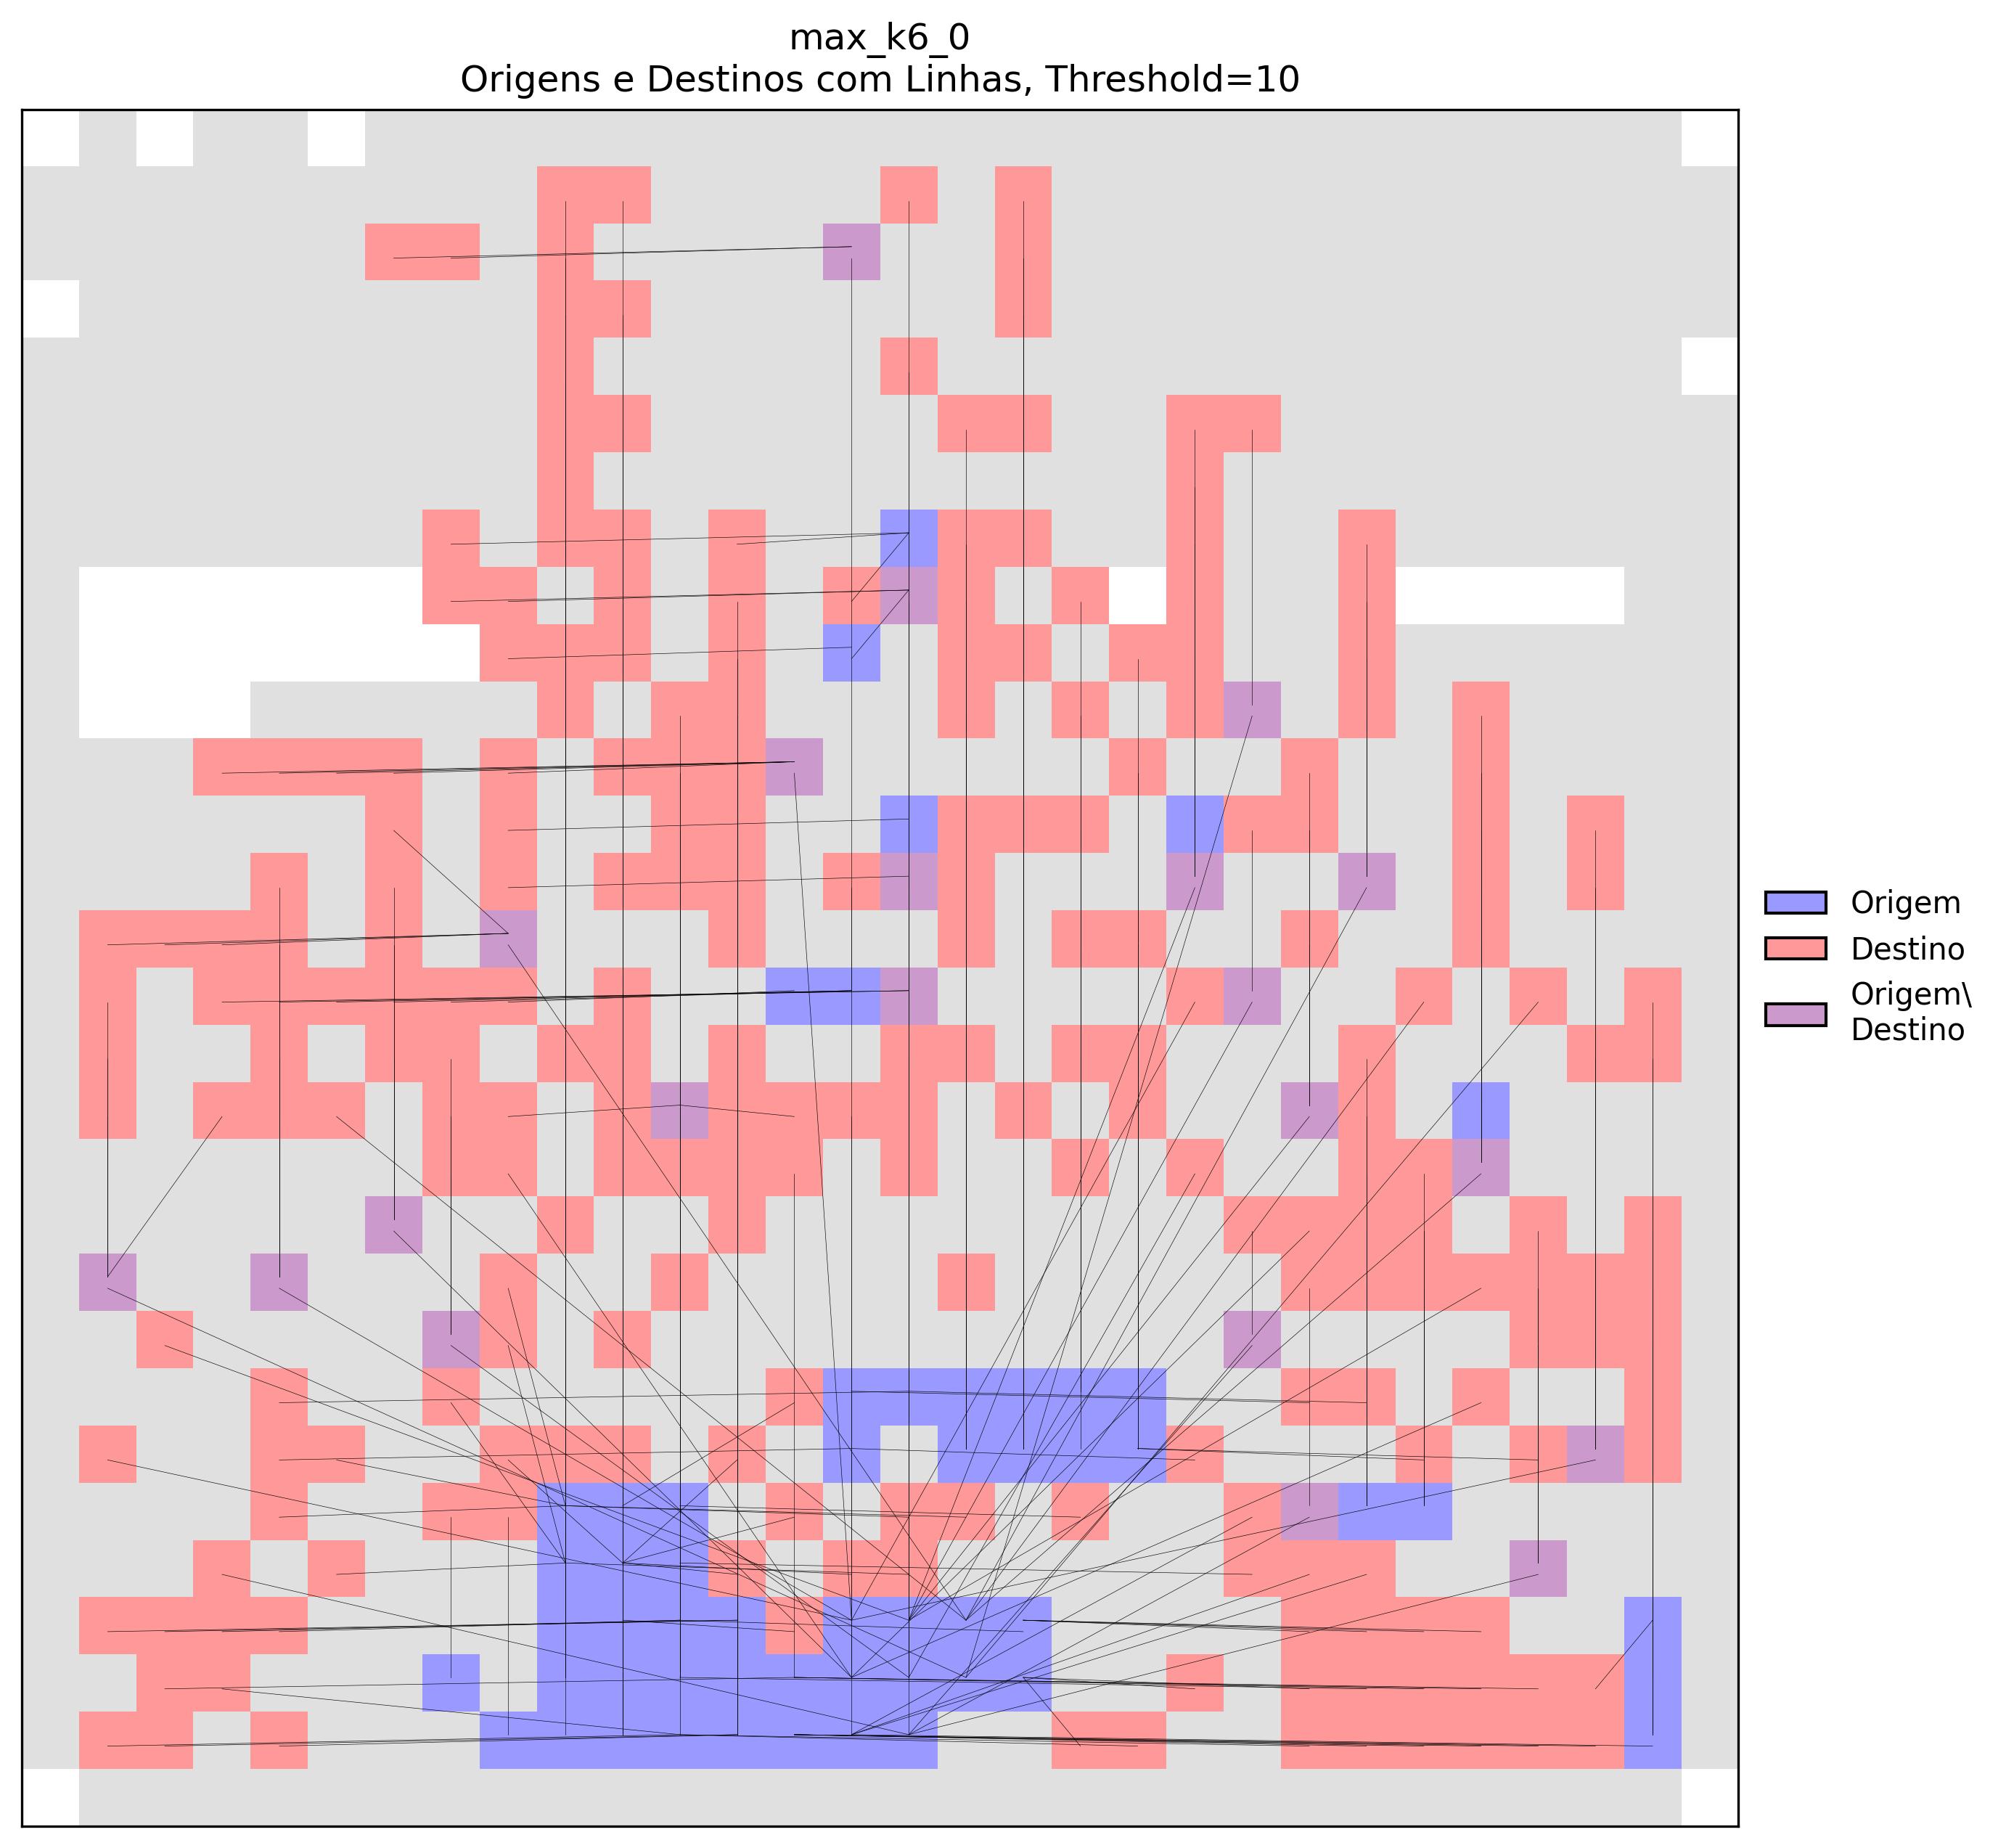 max_k6_0
Origens e Destinos com Linhas, Threshold=10
Origem
Destino
Origem\
Destino